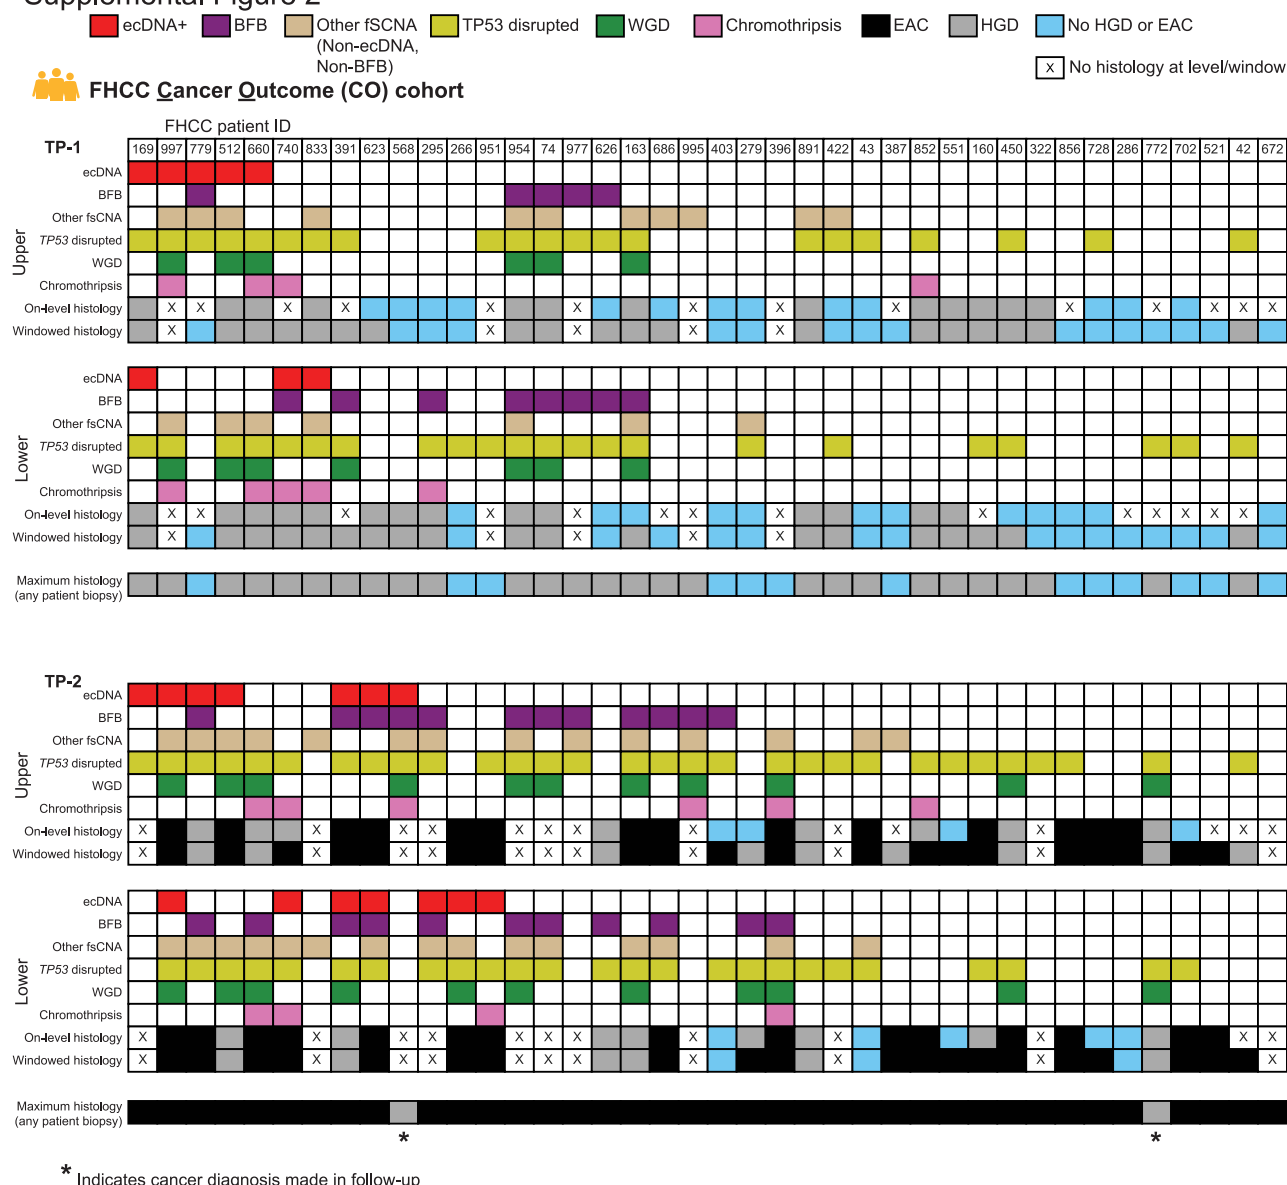 Supplemental Figure 2
ecDNA+ BFB Other fSCNA TP53 disrupted WGD Chromothripsis EAC HGD No HGD or EAC
(Non-ecDNA,
Non-BFB)
X No histology at level/window
FHCC Cancer Outcome (CO) cohort
FHCC patient ID
TP-1 169 997 779 512 660 740 833 391 623 568 295 266 951 954 74 977 626 163 686 995 403 279 396 891 422 43 387 852 551 160 450 322 856 728 286 772 702 521 42 672
Upper
ecDNA
BFB
Other fsCNA
TP53 disrupted
WGD
Chromothripsis
On-level histology X X X X X X X X X X X X X X
Windowed histology X X X X X
Lower
ecDNA
BFB
Other fsCNA
TP53 disrupted
WGD
Chromothripsis
On-level histology X X X X X X X X X X X X X X
Windowed histology X X X X X
Maximum histology
(any patient biopsy)
TP-2
Upper
ecDNA
BFB
Other fsCNA
TP53 disrupted
WGD
Chromothripsis
On-level histology X X X X X X X X X X X X X X
Windowed histology X X X X X X X X X X X
Lower
ecDNA
BFB
Other fsCNA
TP53 disrupted
WGD
Chromothripsis
On-level histology X X X X X X X X X X X X
Windowed histology X X X X X X X X X X X
Maximum histology
(any patient biopsy)
* *
* Indicates cancer diagnosis made in follow-up